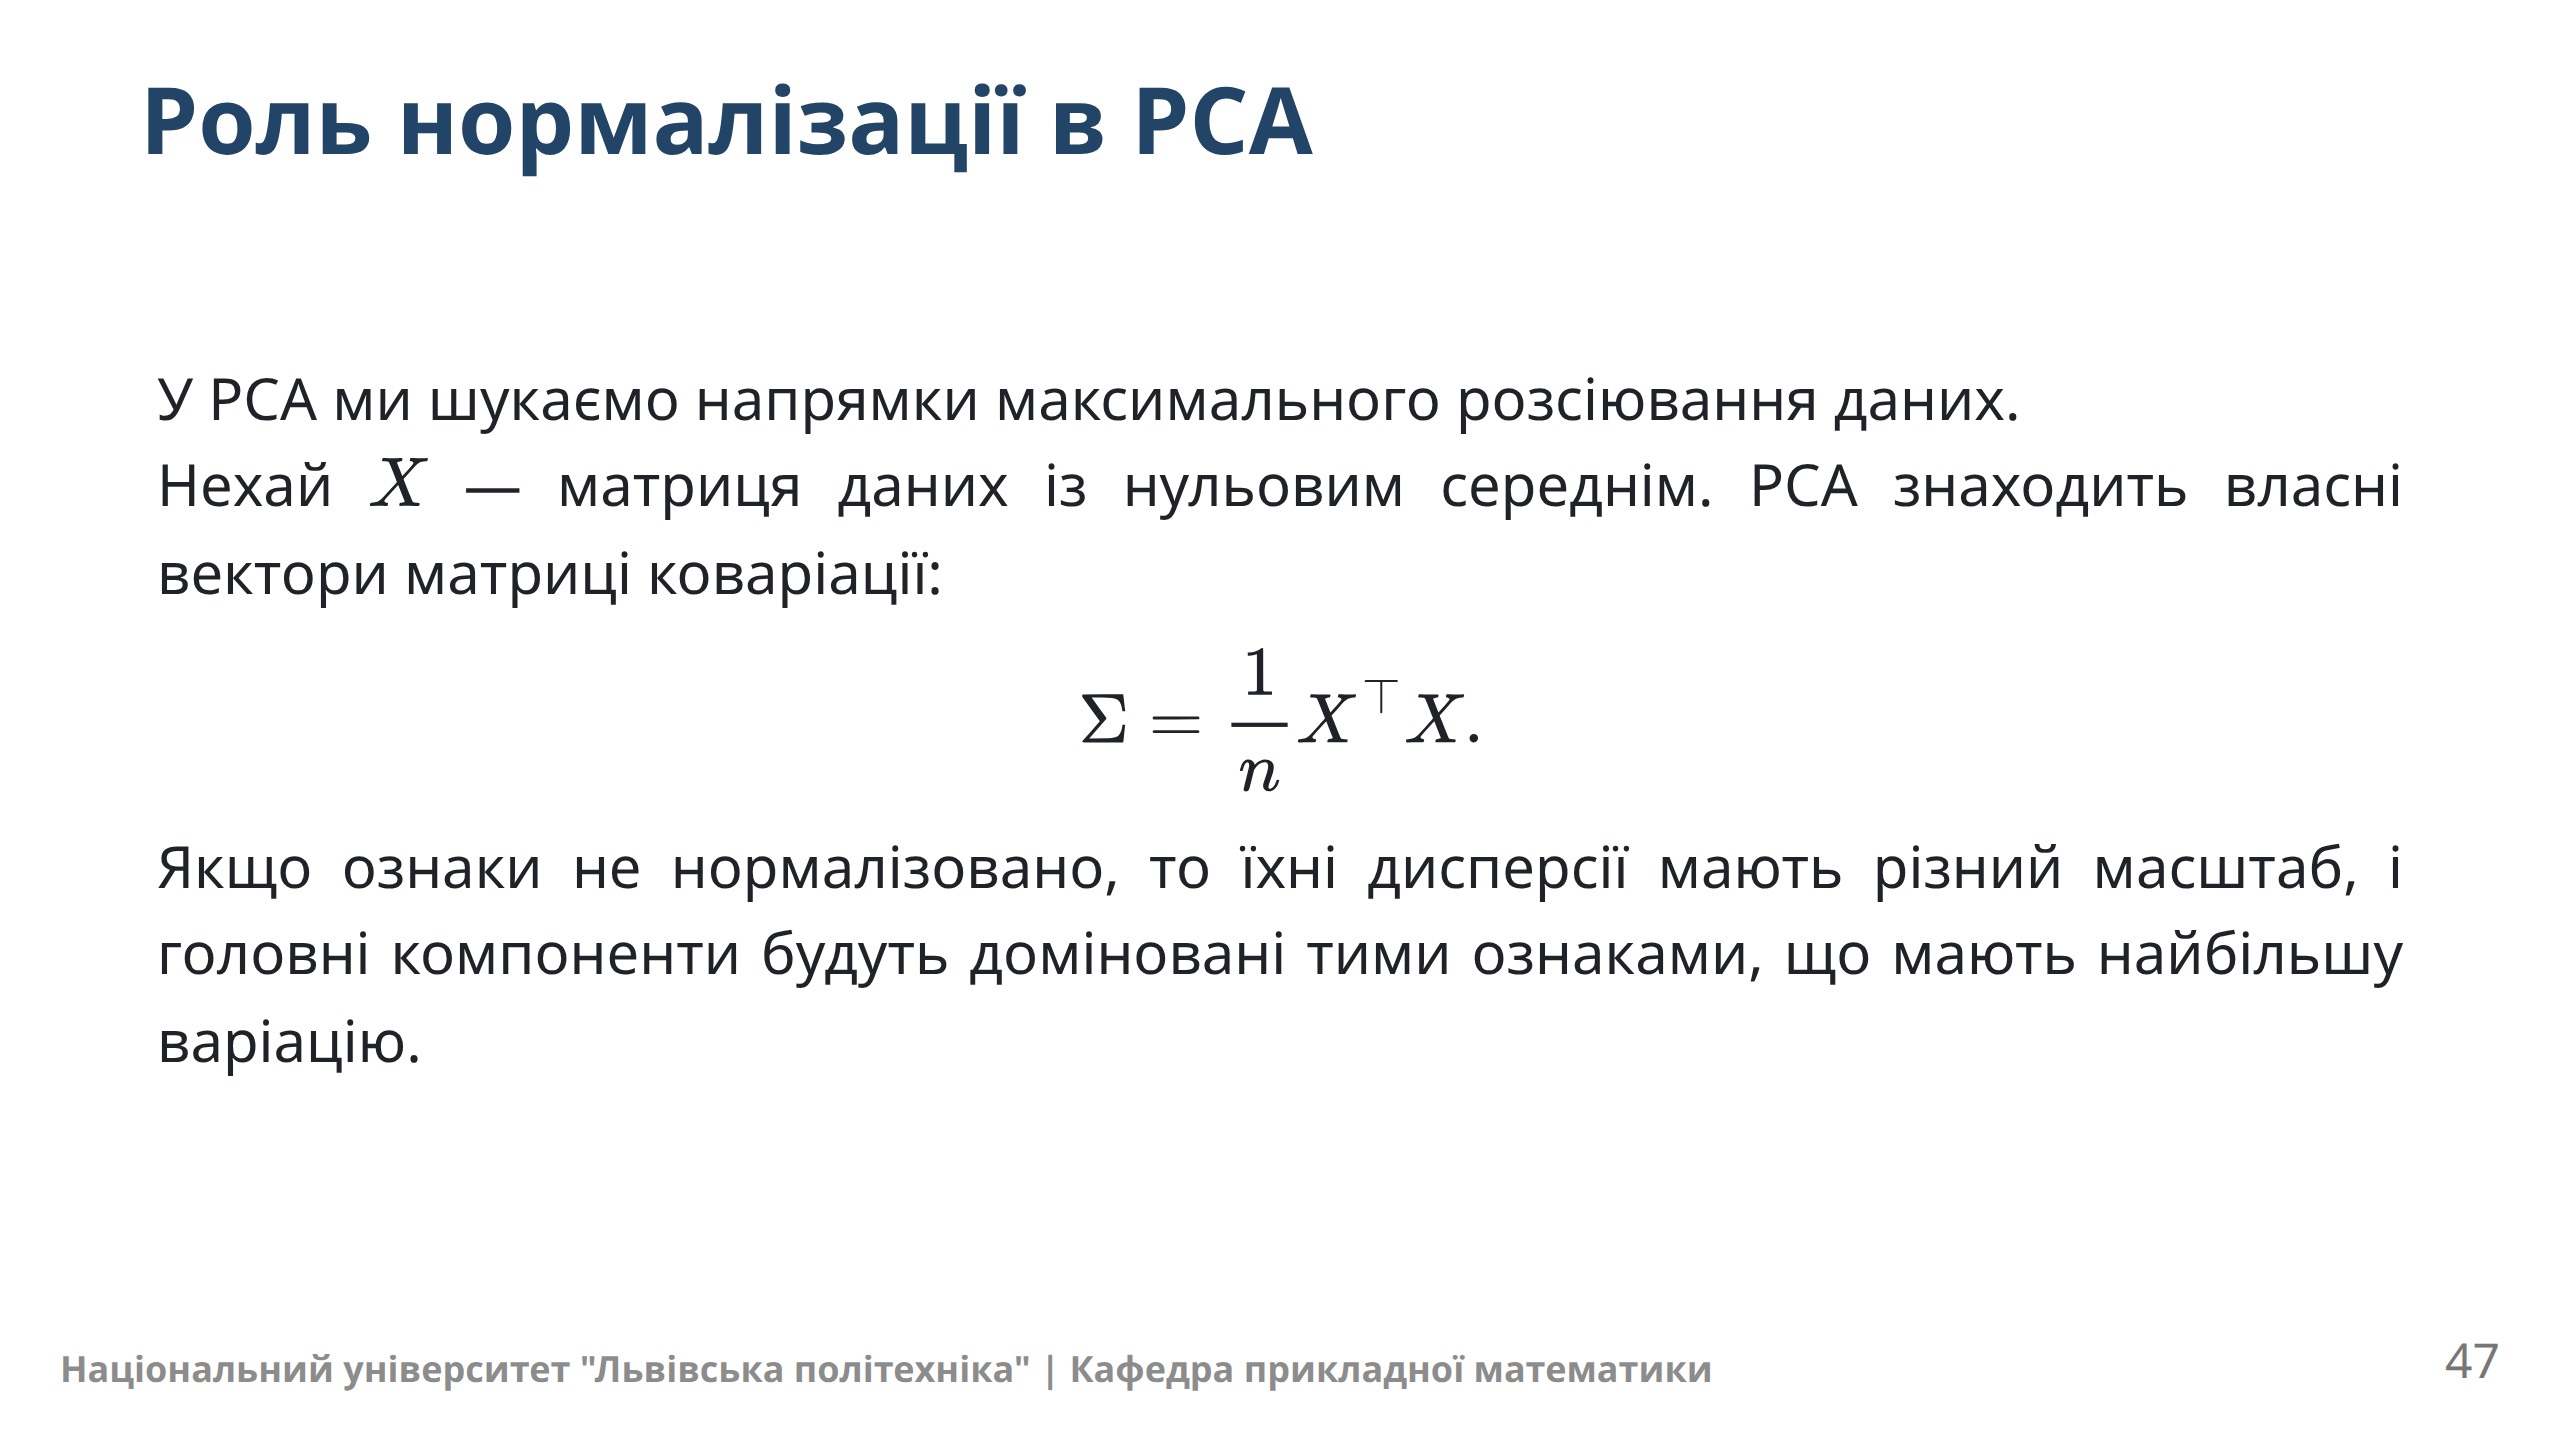 Роль нормалізації в PCA
У PCA ми шукаємо напрямки максимального розсіювання даних.
Нехай X — матриця даних із нульовим середнім. PCA знаходить власні
вектори матриці коваріації:
Σ = \frac{1}{n} X^⊤ X.
Якщо ознаки не нормалізовано, то їхні дисперсії мають різний масштаб, і
головні компоненти будуть доміновані тими ознаками, що мають найбільшу
варіацію.
Національний університет "Львівська політехніка" | Кафедра прикладної математики
47